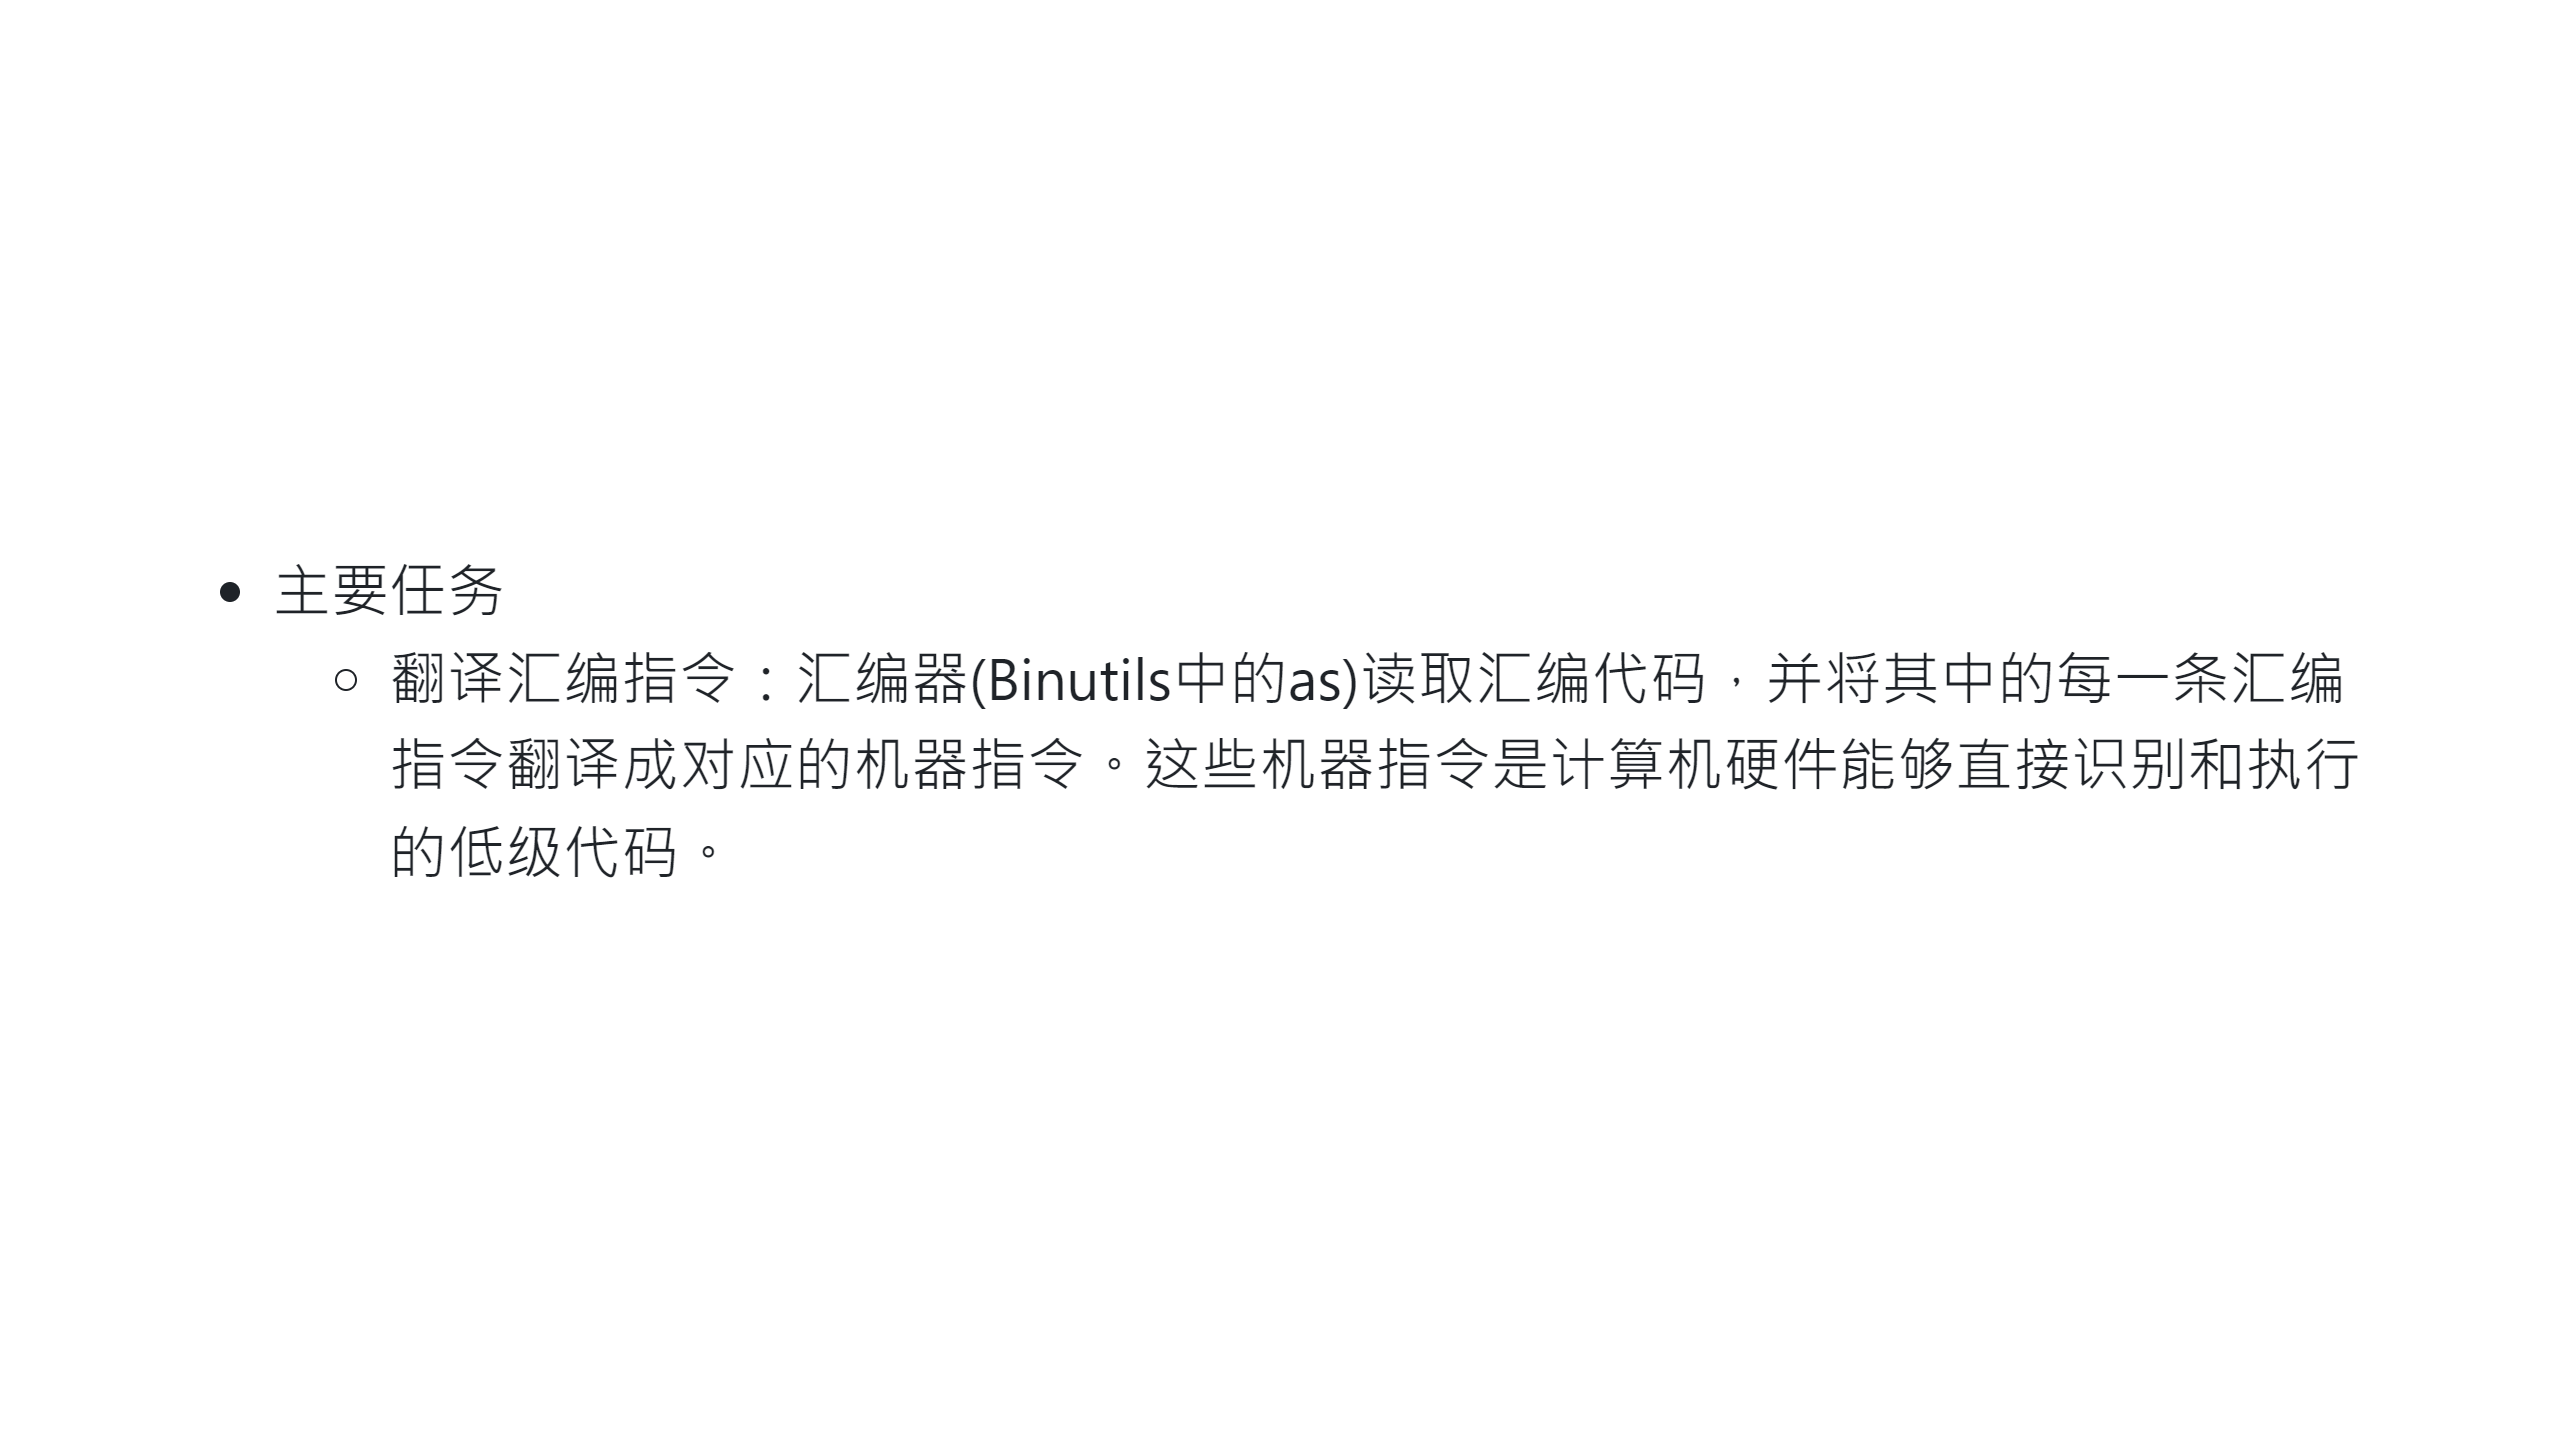 • 主要任务
○ 翻译汇编指令：汇编器(Binutils中的as)读取汇编代码，并将其中的每一条汇编
指令翻译成对应的机器指令。这些机器指令是计算机硬件能够直接识别和执行
的低级代码。